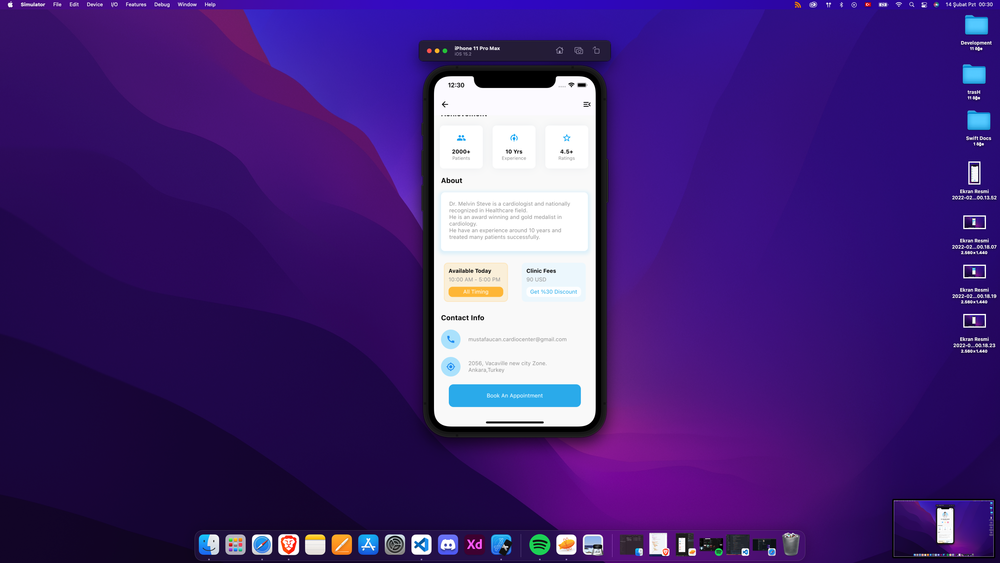 Simulator File Edit Device I/O Features Debug Window Help
14 Şubat Pzt 00:30
iPhone 11 Pro Max
iOS 15.2
12:30
2000+
Patients
10 Yrs
Experience
4.5+
Ratings
About
Dr. Melvin Steve is a cardiologist and nationally
recognized in Healthcare field.
He is an award winning and gold medalist in
cardiology.
He have an experience around 10 years and
treated many patients successfully.
Available Today
10:00 AM - 5:00 PM
All Timing
Clinic Fees
90 USD
Get %30 Discount
Contact Info
mustafaucan.cardiocenter@gmail.com
2056, Vacaville new city Zone.
Ankara,Turkey
Book An Appointment
Development
11 öğe
trasH
11 öğe
Swift Docs
1 öğe
Ekran Resmi
2022-02...00.13.52
Ekran Resmi
2022-02...00.18.07
2.560×1.440
Ekran Resmi
2022-02...00.18.19
2.560×1.440
Ekran Resmi
2022-0...00.18.23
2.560×1.440
Xd